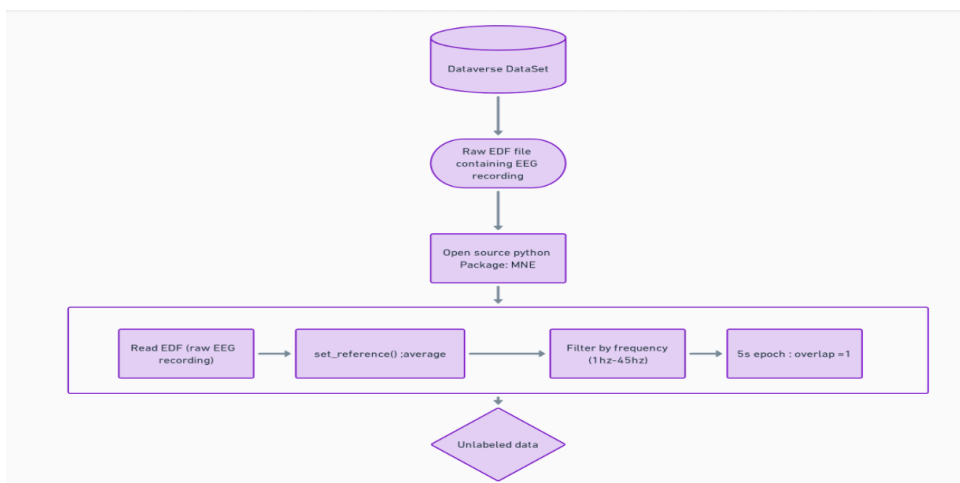 Dataverse DataSet
Raw EDF file
containing EEG
recording
Open source python
Package: MNE
Read EDF (raw EEG
recording)
set_reference() ;average
Filter by frequency
(1hz-45hz)
5s epoch : overlap =1
Unlabeled data